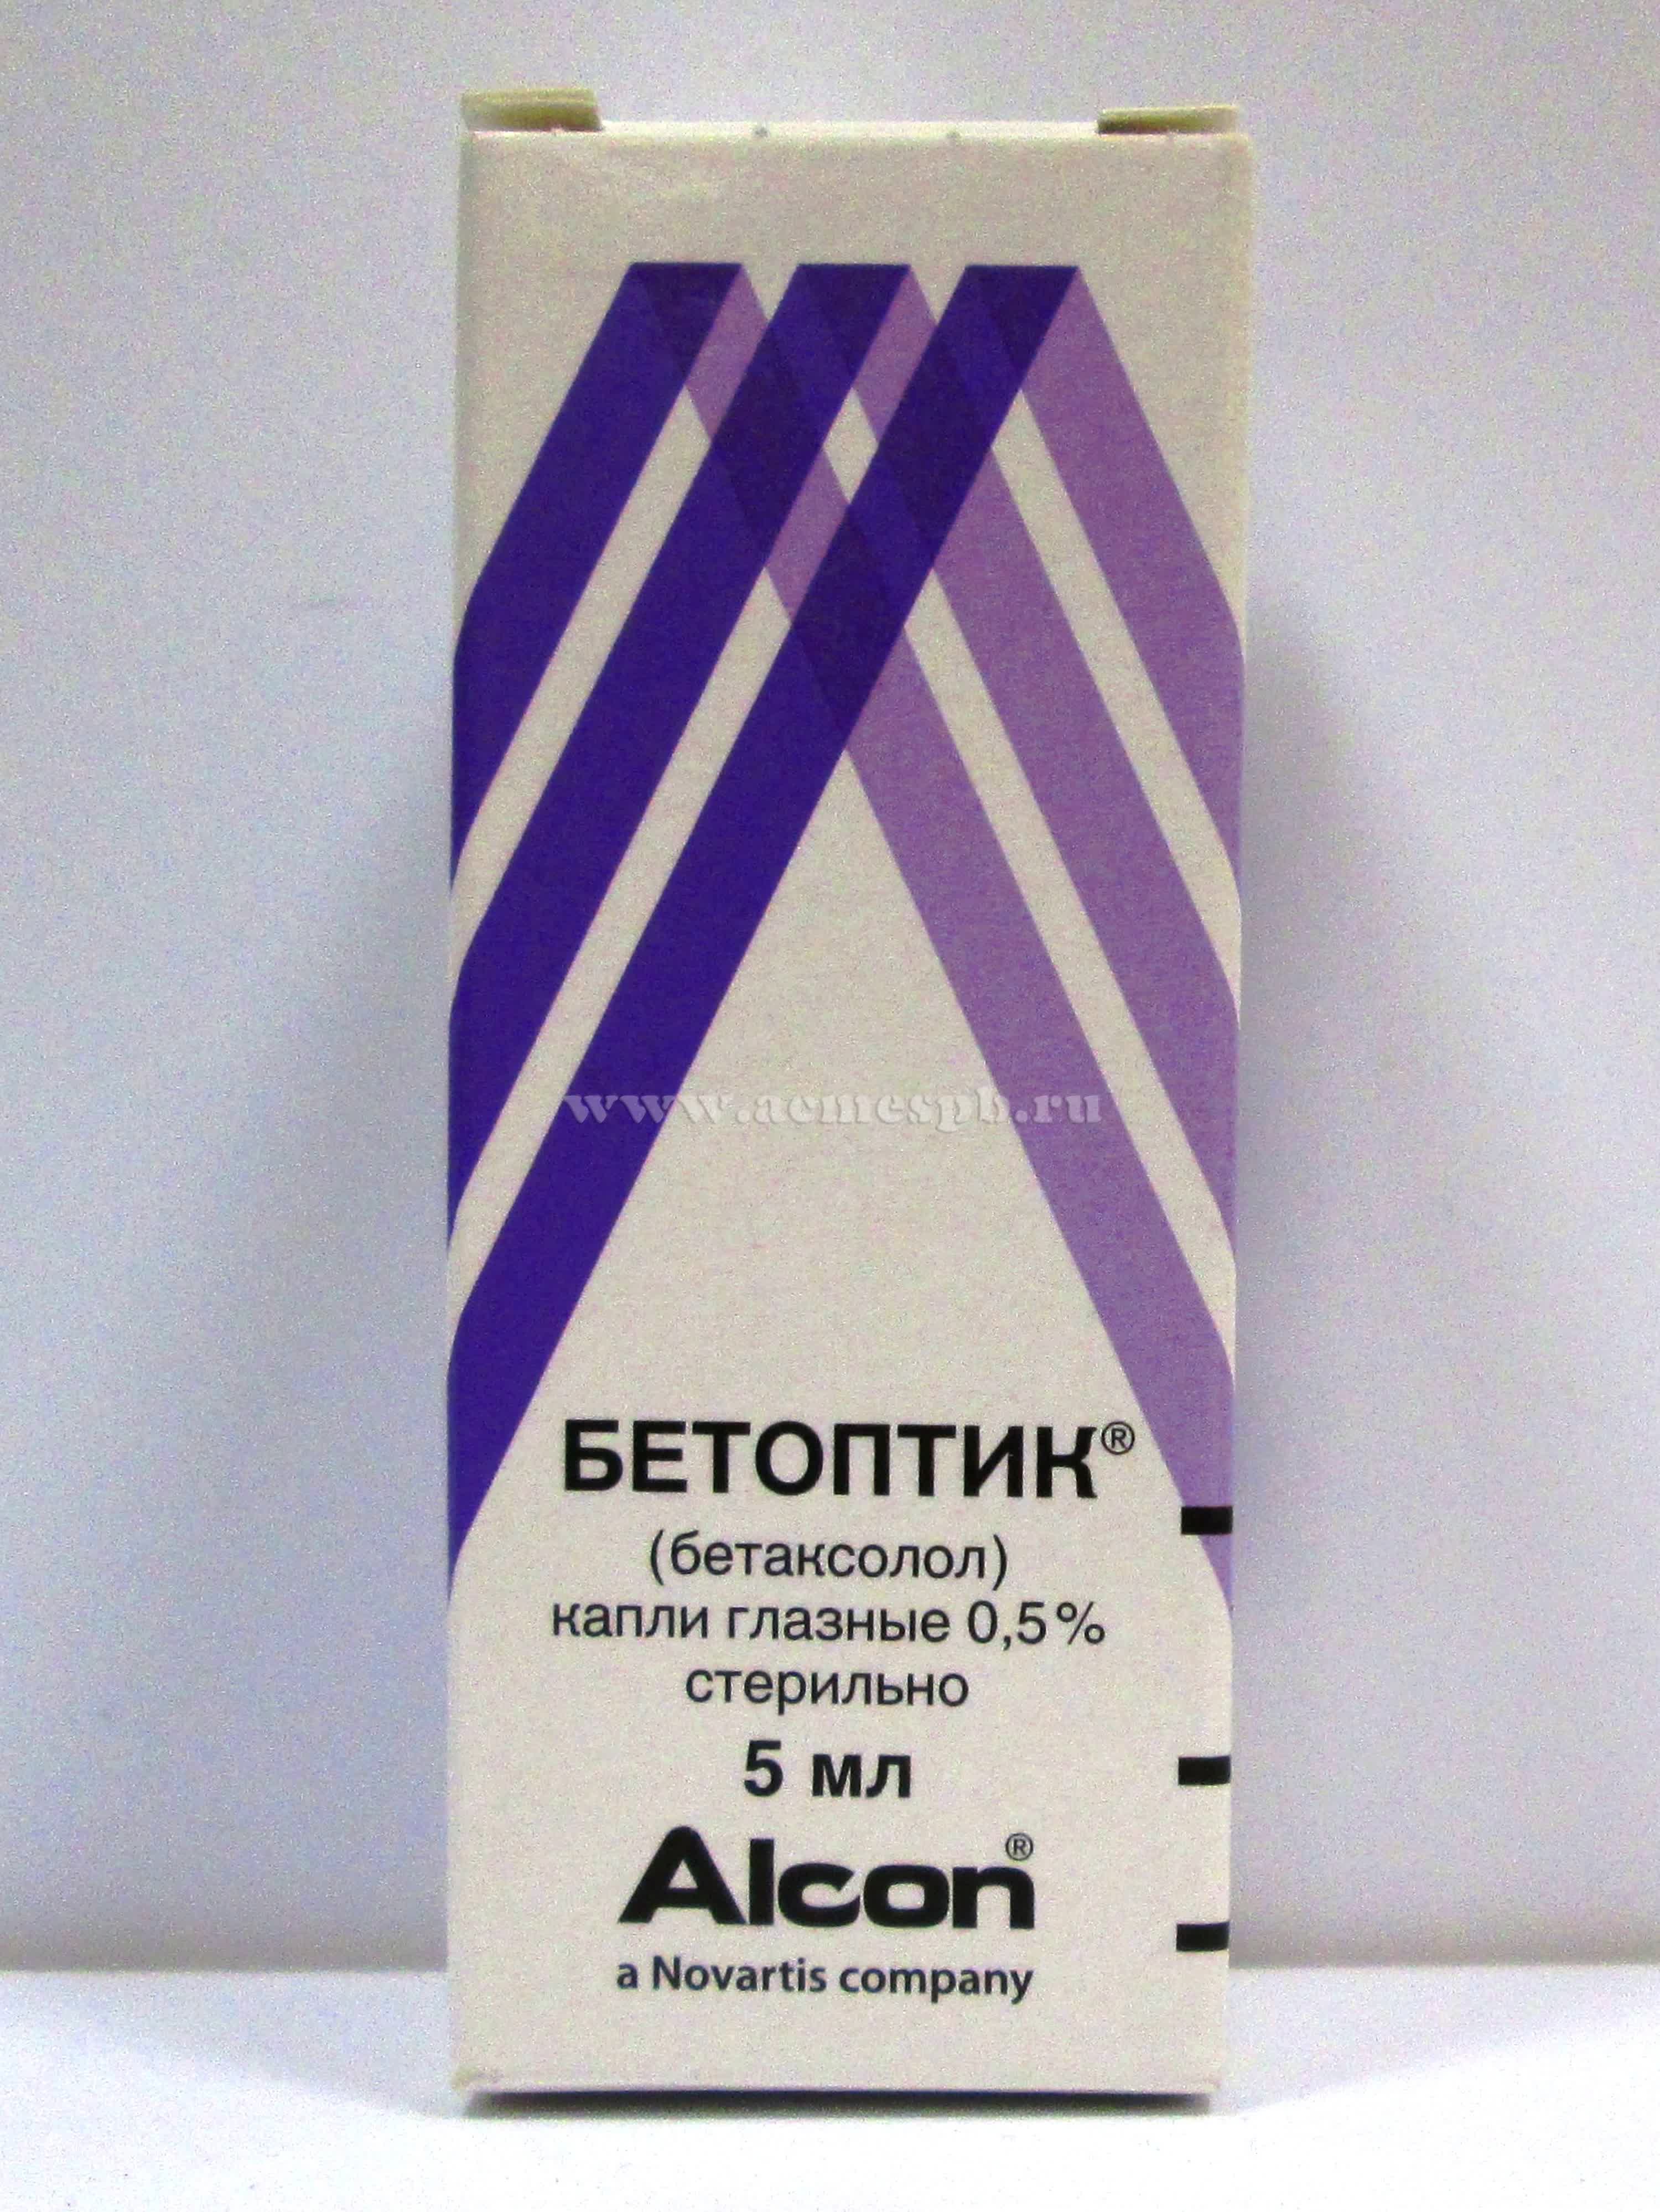 www.acmespb.ru
БЕТОПТИК®
(бетаксолол)
капли глазные 0,5%
стерильно
5 мл
Alcon®
a Novartis company